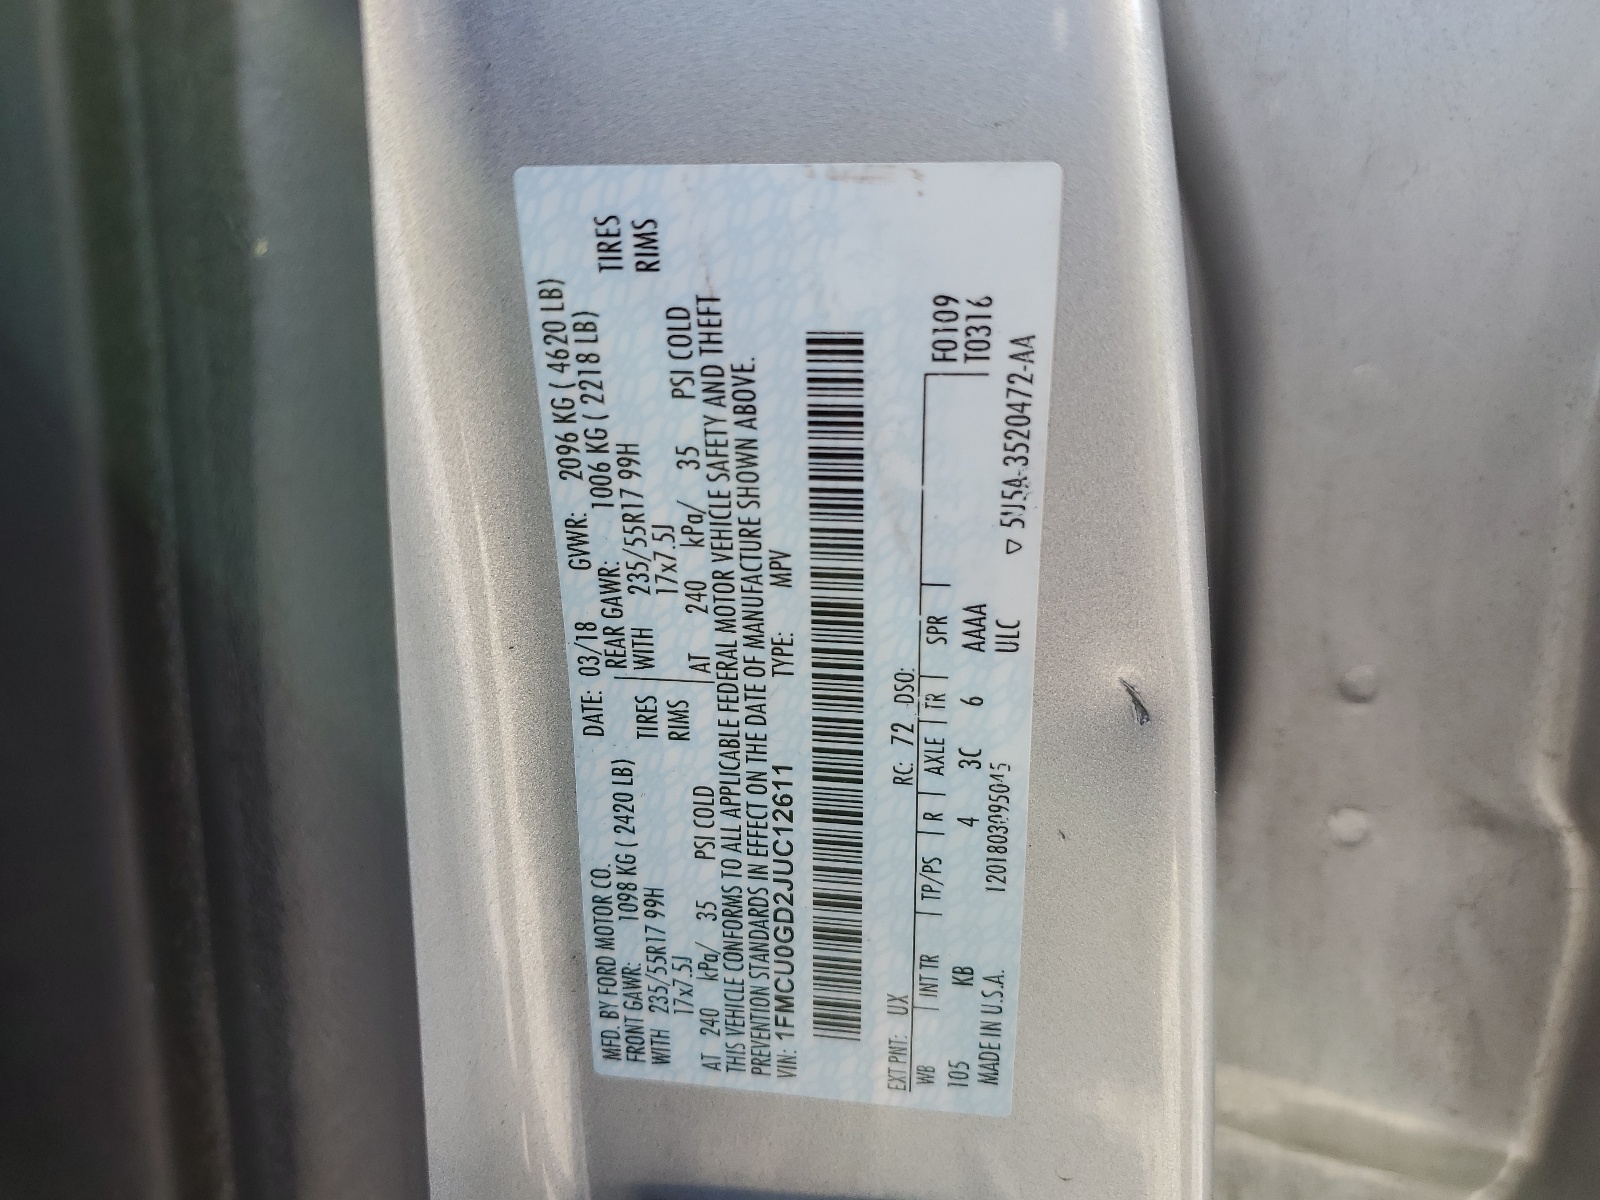 MFD. BY FORD MOTOR CO. DATE: 03/18 GVWR: 2096 KG ( 4620 LB)
FRONT GAWR: 1098 KG ( 2420 LB) REAR GAWR: 1006 KG ( 2218 LB)
WITH 235/55R17 99H TIRES WITH 235/55R17 99H TIRES
17x7.5J RIMS 17x7.5J RIMS
AT 240 kPa/ 35 PSI COLD AT 240 kPa/ 35 PSI COLD
THIS VEHICLE CONFORMS TO ALL APPLICABLE FEDERAL MOTOR VEHICLE SAFETY AND THEFT
PREVENTION STANDARDS IN EFFECT ON THE DATE OF MANUFACTURE SHOWN ABOVE.
VIN: 1FMCU0GD2JUC12611 TYPE: MPV
EXT PNT: UX RC: 72 DSO:
WB INT TR TP/PS R AXLE TR SPR F0109
105 KB 4 3C 6 AAAA T0316
MADE IN U.S.A. ULC
▽ 5U5A-3520472-AA